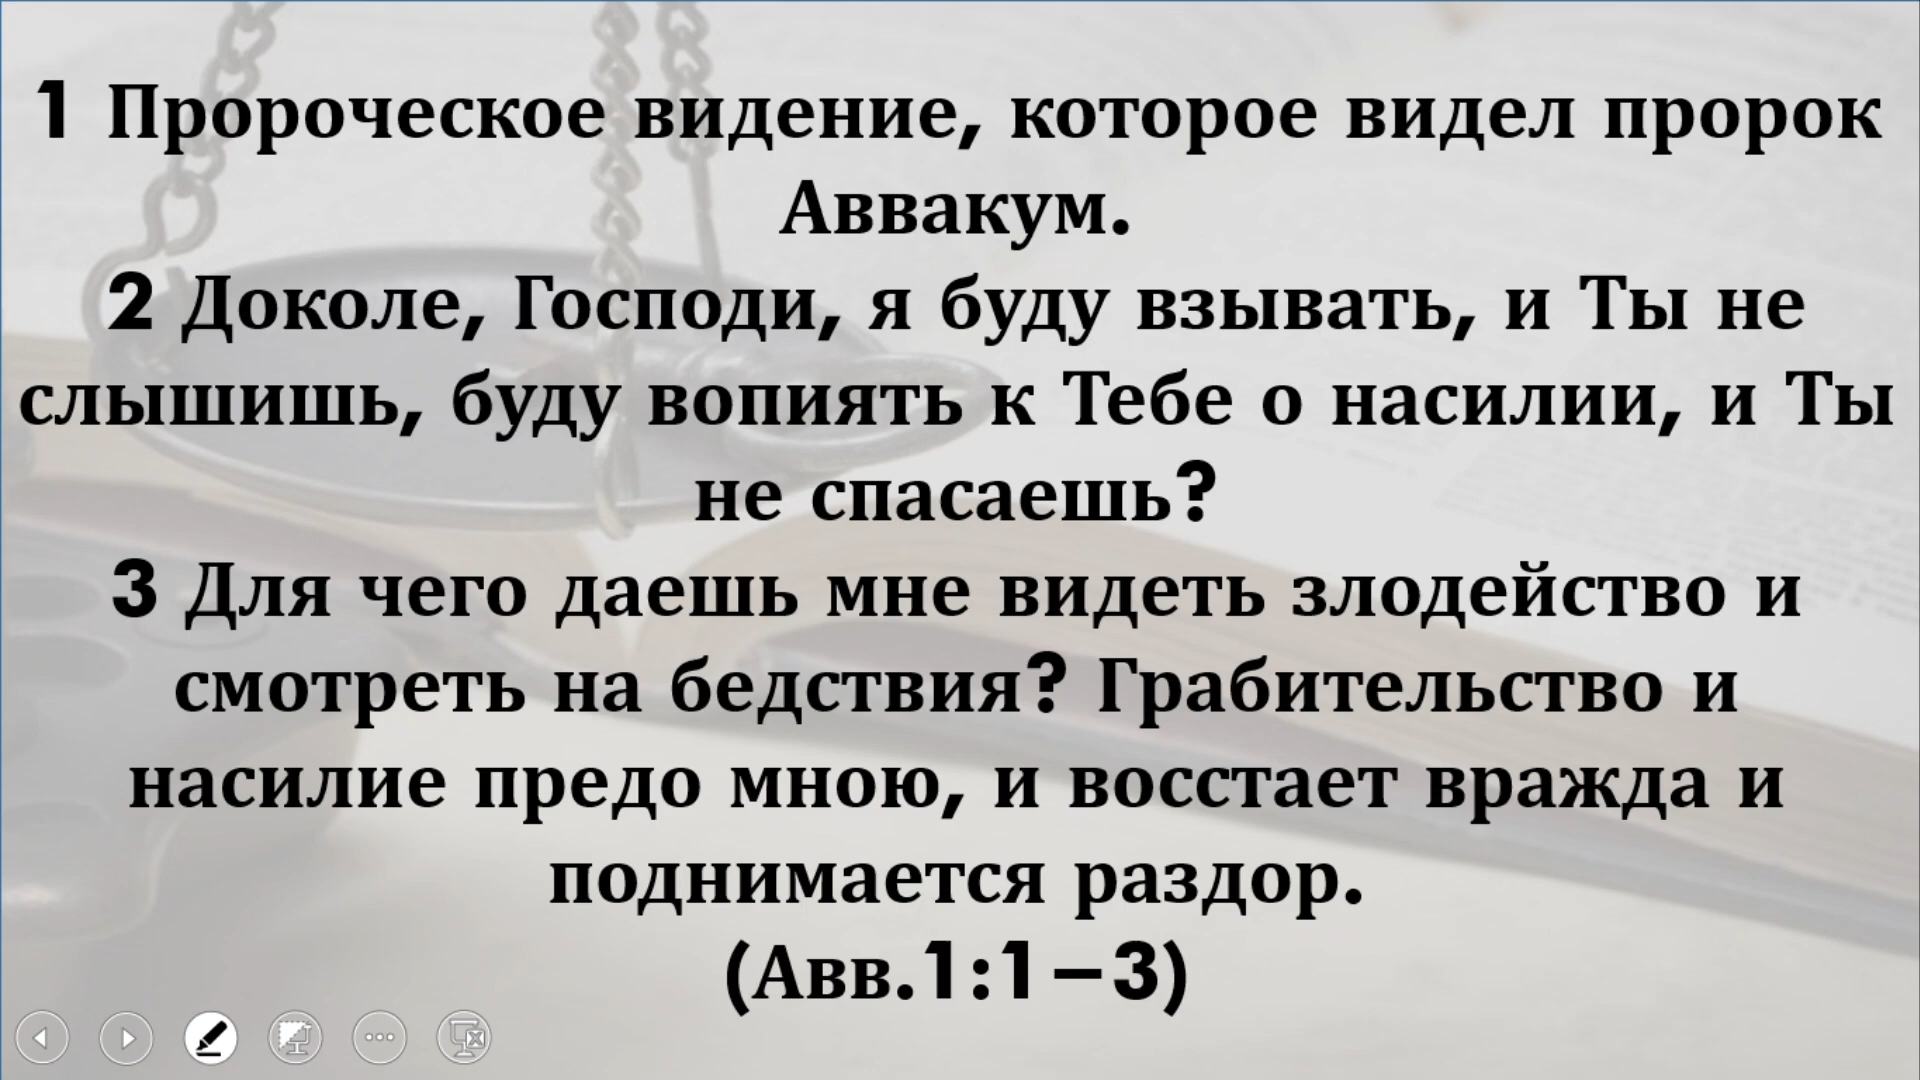 1 Пророческое видение, которое видел пророк
Аввакум.
2 Доколе, Господи, я буду взывать, и Ты не
слышишь, буду вопиять к Тебе о насилии, и Ты
не спасаешь?
3 Для чего даешь мне видеть злодейство и
смотреть на бедствия? Грабительство и
насилие предо мною, и восстает вражда и
поднимается раздор.
(Авв.1:1–3)